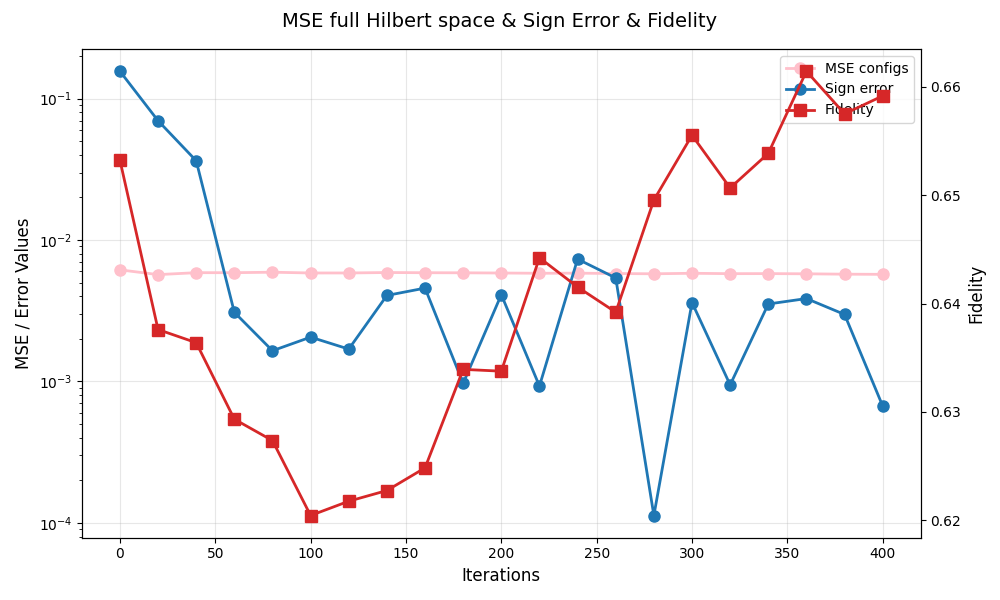 MSE full Hilbert space & Sign Error & Fidelity
MSE configs
Sign error
Fidelity
MSE / Error Values
10⁻¹
10⁻²
10⁻³
10⁻⁴
0.66
0.65
0.64
0.63
0.62
Fidelity
0 50 100 150 200 250 300 350 400
Iterations